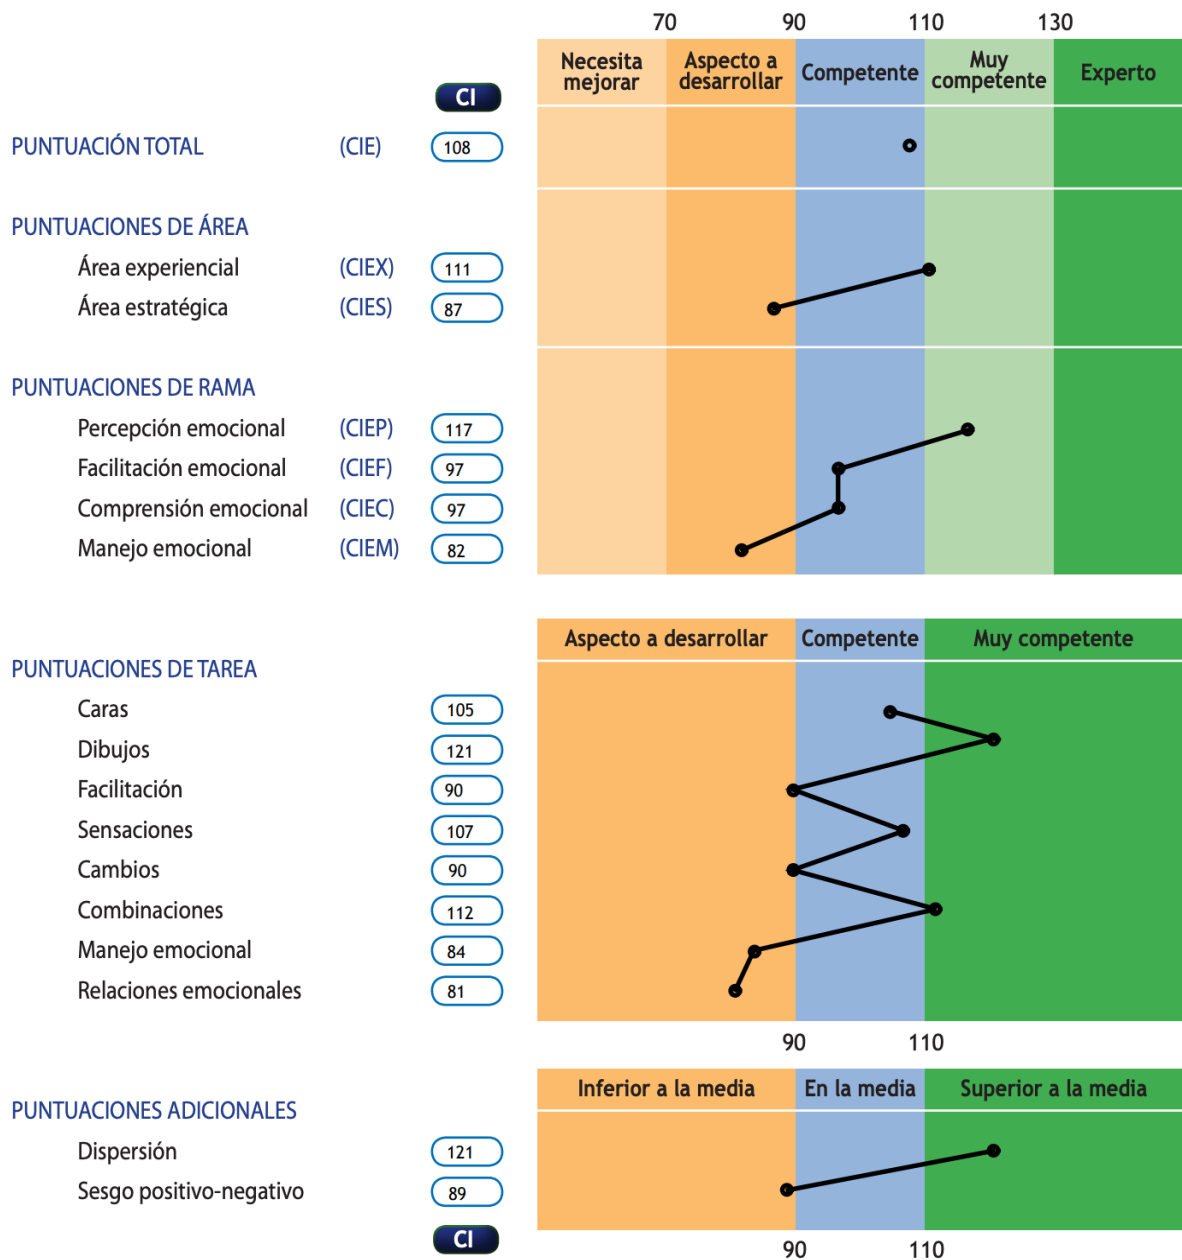 70 90 110 130
Necesita mejorar Aspecto a desarrollar Competente Muy competente Experto
CI
PUNTUACIÓN TOTAL (CIE) 108
PUNTUACIONES DE ÁREA
Área experiencial (CIEX) 111
Área estratégica (CIES) 87
PUNTUACIONES DE RAMA
Percepción emocional (CIEP) 117
Facilitación emocional (CIEF) 97
Comprensión emocional (CIEC) 97
Manejo emocional (CIEM) 82
Aspecto a desarrollar Competente Muy competente
PUNTUACIONES DE TAREA
Caras 105
Dibujos 121
Facilitación 90
Sensaciones 107
Cambios 90
Combinaciones 112
Manejo emocional 84
Relaciones emocionales 81
90 110
Inferior a la media En la media Superior a la media
PUNTUACIONES ADICIONALES
Dispersión 121
Sesgo positivo-negativo 89
CI
90 110